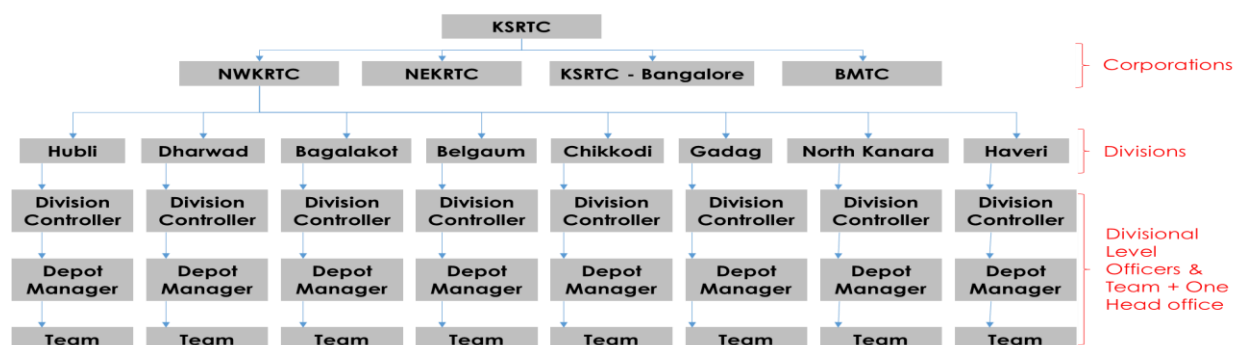 KSRTC
NWKRTC NEKRTC KSRTC - Bangalore BMTC
Corporations
Hubli Dharwad Bagalakot Belgaum Chikkodi Gadag North Kanara Haveri
Divisions
Division Division Division Division Division Division Division Division
Controller Controller Controller Controller Controller Controller Controller Controller
Depot Depot Depot Depot Depot Depot Depot Depot
Manager Manager Manager Manager Manager Manager Manager Manager
Team Team Team Team Team Team Team Team
Divisional
Level
Officers &
Team + One
Head office